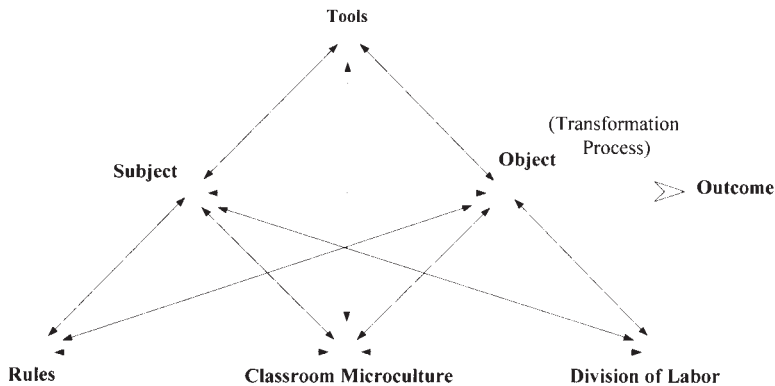 Tools
(Transformation
Process)
Subject
Object
Outcome
Rules
Classroom Microculture
Division of Labor